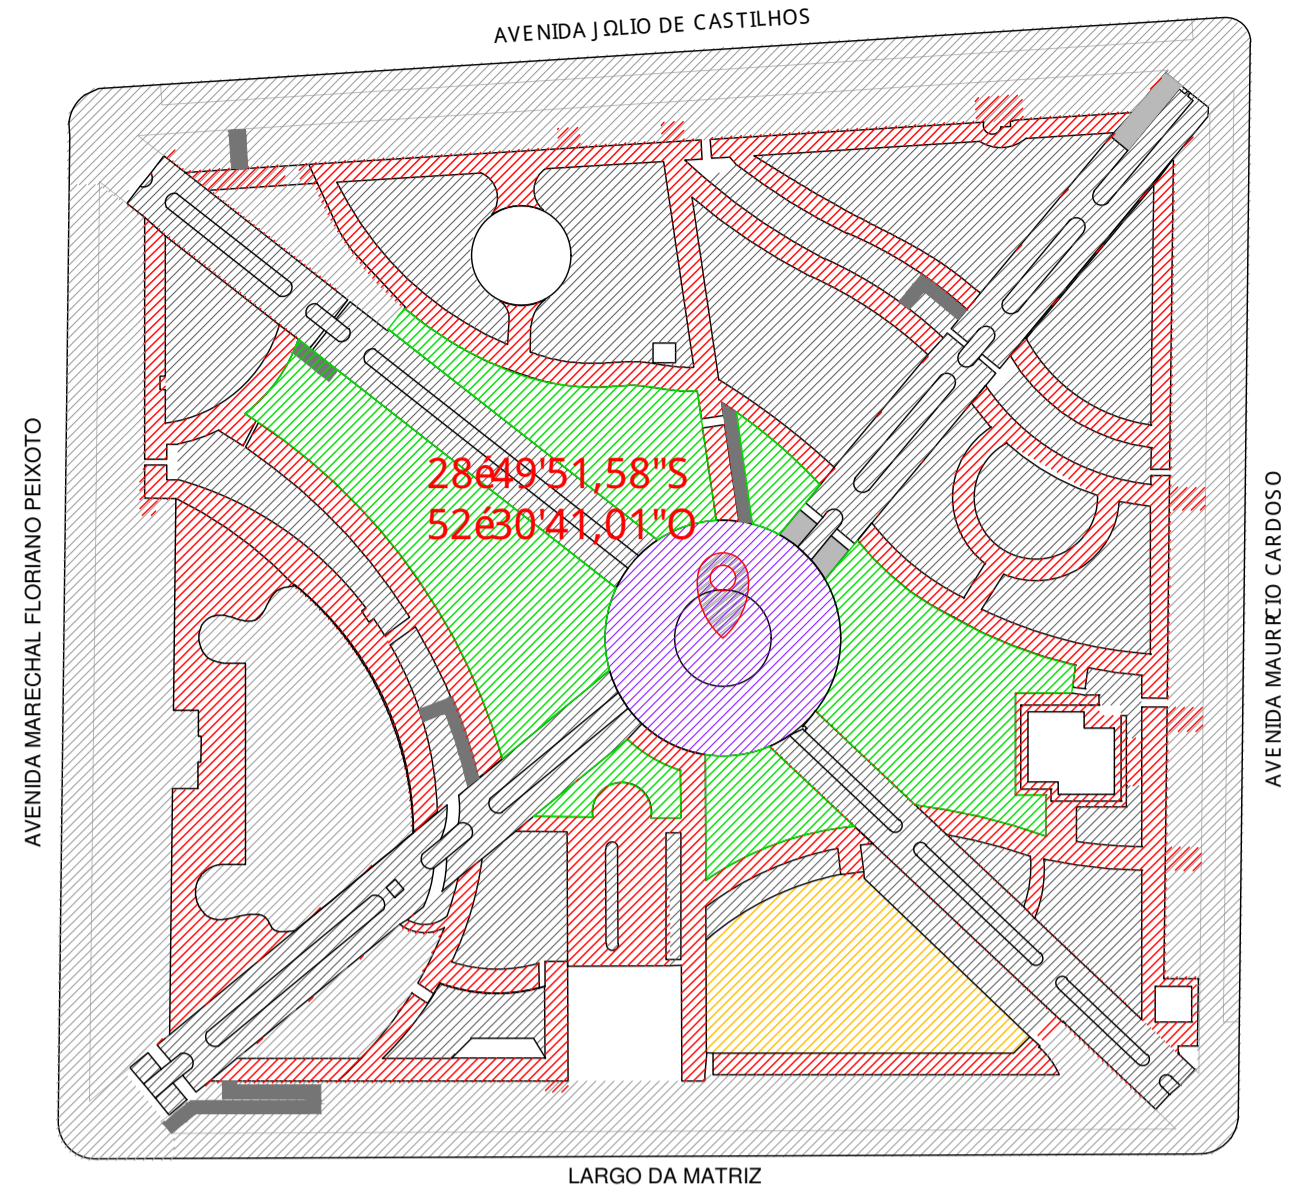 AVENIDA JΩLIO DE CASTILHOS
AVENIDA MARECHAL FLORIANO PEIXOTO
28é49'51,58"S
52é30'41,01"O
AVENIDA MAURRCIO CARDOSO
LARGO DA MATRIZ